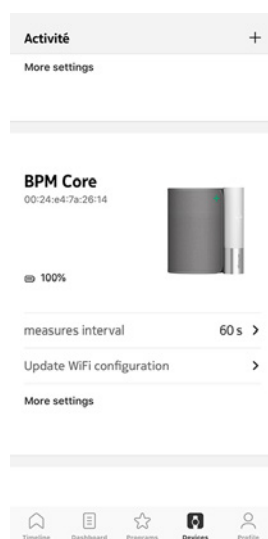 Activité +
More settings
BPM Core
00:24:e4:7a:26:14
100%
measures interval 60 s >
Update WiFi configuration >
More settings
Timeline Dashboard Programs Devices Profile